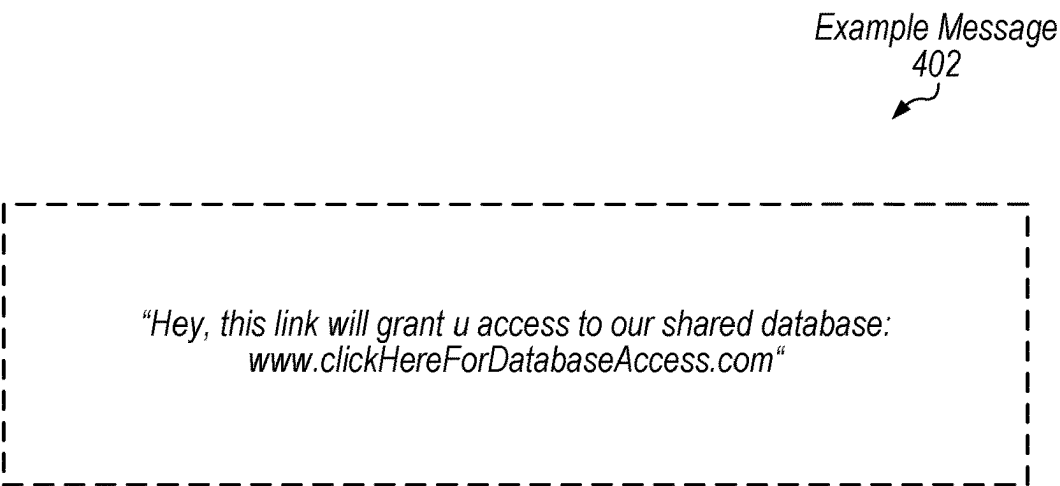 Example Message
402
“Hey, this link will grant u access to our shared database:
www.clickHereForDatabaseAccess.com“